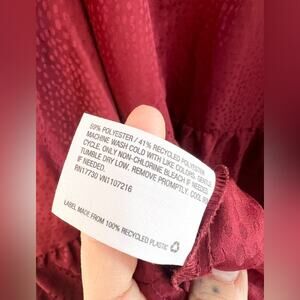 59% POLYESTER / 41% RECYCLED POLYESTER
MACHINE WASH COLD WITH LIKE COLORS, GENTLE
CYCLE. ONLY NON-CHLORINE BLEACH IF NEEDED.
TUMBLE DRY LOW. REMOVE PROMPTLY. COOL
IF NEEDED.
RN17730 VN1107216
LABEL MADE FROM 100% RECYCLED PLASTIC